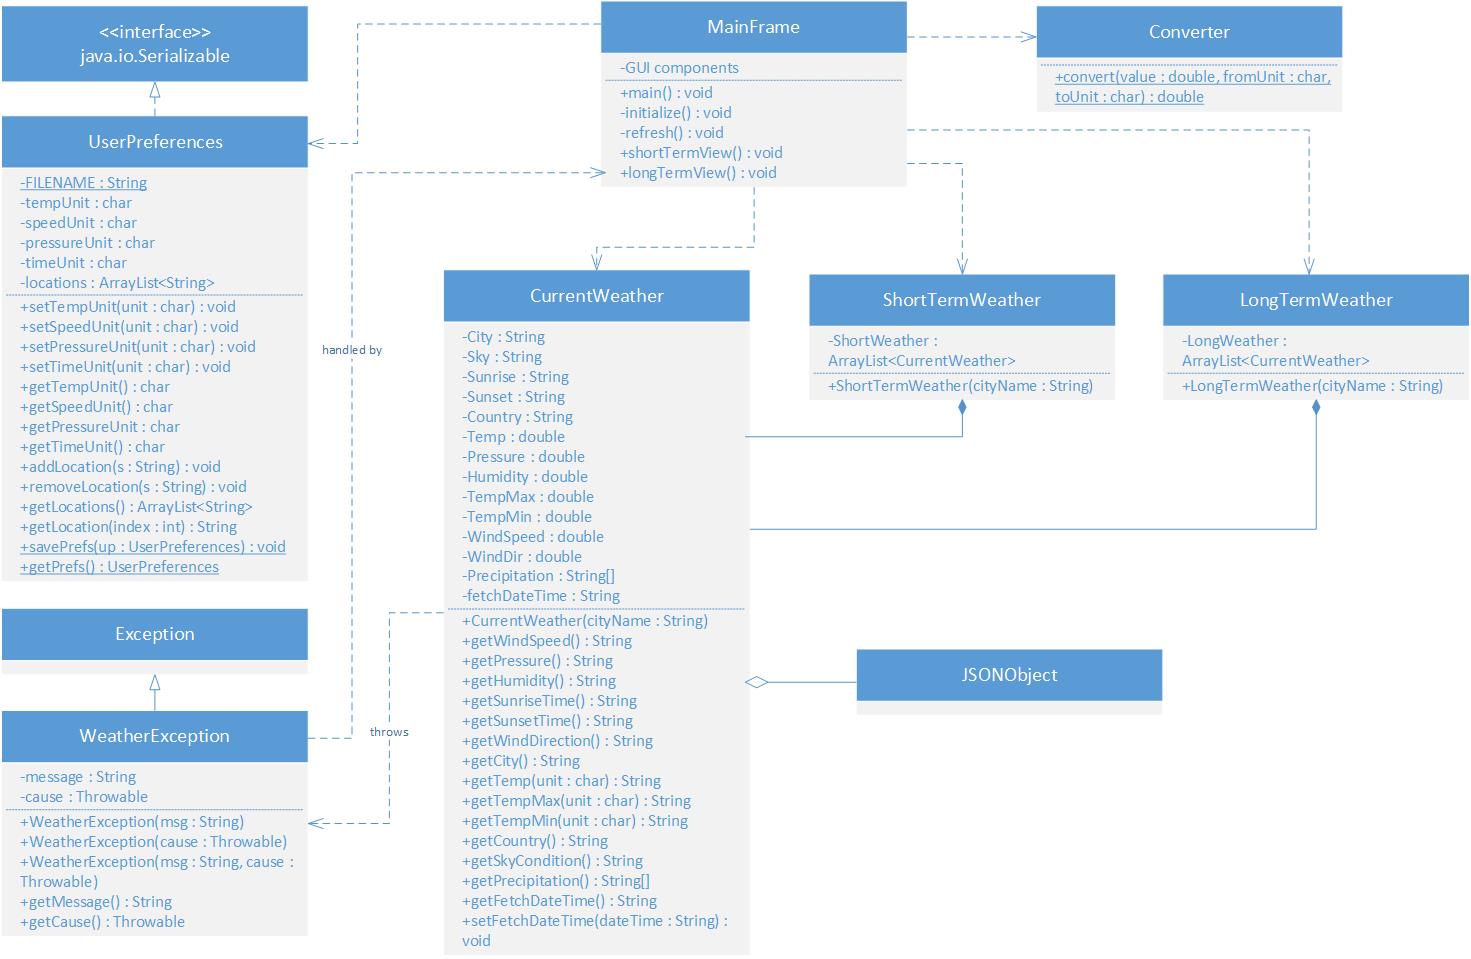 <<interface>>
java.io.Serializable
UserPreferences
-FILENAME : String
-tempUnit : char
-speedUnit : char
-pressureUnit : char
-timeUnit : char
-locations : ArrayList<String>
+setTempUnit(unit : char) : void
+setSpeedUnit(unit : char) : void
+setPressureUnit(unit : char) : void
+setTimeUnit(unit : char) : void
+getTempUnit() : char
+getSpeedUnit() : char
+getPressureUnit : char
+getTimeUnit() : char
+addLocation(s : String) : void
+removeLocation(s : String) : void
+getLocations() : ArrayList<String>
+getLocation(index : int) : String
+savePrefs(up : UserPreferences) : void
+getPrefs() : UserPreferences
Exception
WeatherException
-message : String
-cause : Throwable
+WeatherException(msg : String)
+WeatherException(cause : Throwable)
+WeatherException(msg : String, cause :
Throwable)
+getMessage() : String
+getCause() : Throwable
handled by
throws
MainFrame
-GUI components
+main() : void
-initialize() : void
-refresh() : void
+shortTermView() : void
+longTermView() : void
Converter
+convert(value : double, fromUnit : char,
toUnit : char) : double
CurrentWeather
-City : String
-Sky : String
-Sunrise : String
-Sunset : String
-Country : String
-Temp : double
-Pressure : double
-Humidity : double
-TempMax : double
-TempMin : double
-WindSpeed : double
-WindDir : double
-Precipitation : String[]
-fetchDateTime : String
+CurrentWeather(cityName : String)
+getWindSpeed() : String
+getPressure() : String
+getHumidity() : String
+getSunriseTime() : String
+getSunsetTime() : String
+getWindDirection() : String
+getCity() : String
+getTemp(unit : char) : String
+getTempMax(unit : char) : String
+getTempMin(unit : char) : String
+getCountry() : String
+getSkyCondition() : String
+getPrecipitation() : String[]
+getFetchDateTime() : String
+setFetchDateTime(dateTime : String) :
void
ShortTermWeather
-ShortWeather :
ArrayList<CurrentWeather>
+ShortTermWeather(cityName : String)
LongTermWeather
-LongWeather :
ArrayList<CurrentWeather>
+LongTermWeather(cityName : String)
JSONObject